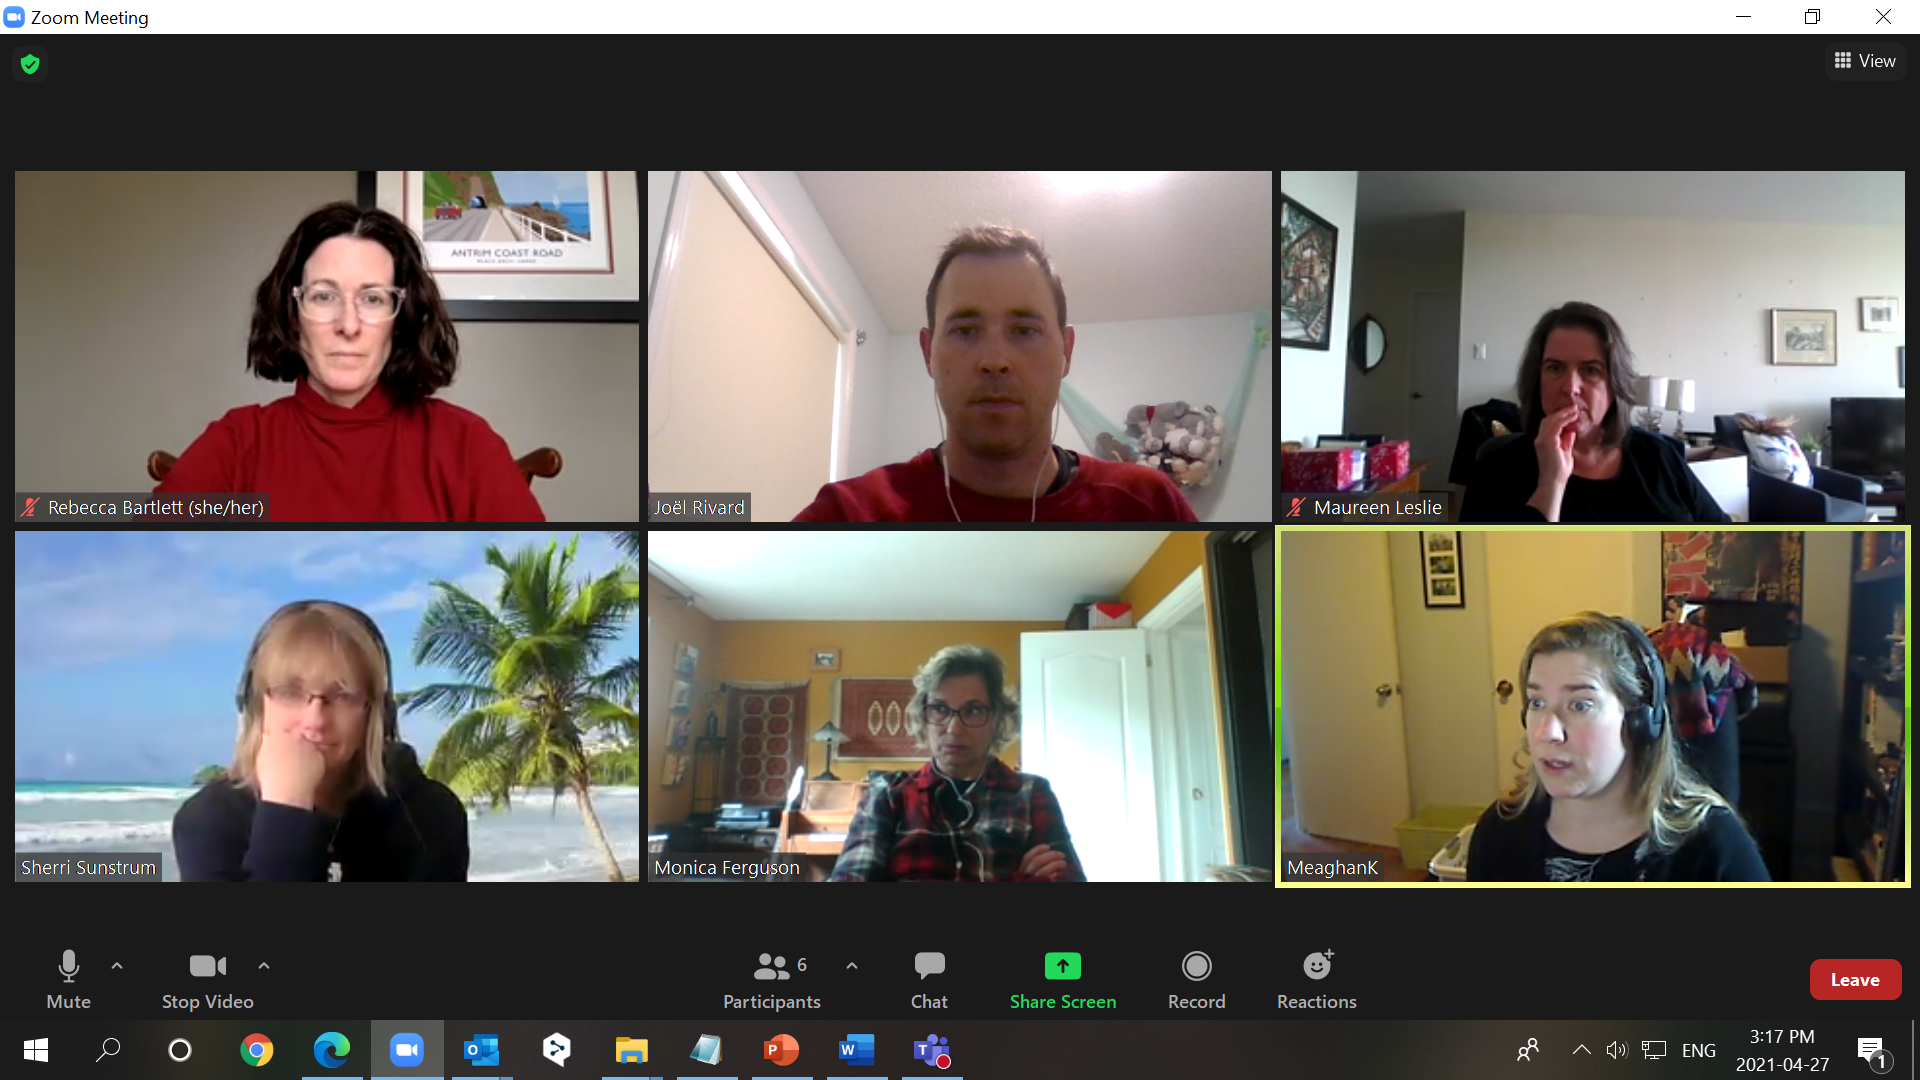 Zoom Meeting
View
ANTRIM COAST ROAD
Rebecca Bartlett (she/her)
Joël Rivard
Maureen Leslie
Sherri Sunstrum
Monica Ferguson
MeaghanK
6
Mute
Stop Video
Participants
Chat
Share Screen
Record
Reactions
Leave
O
P
W
T
ENG
3:17 PM
2021-04-27
1